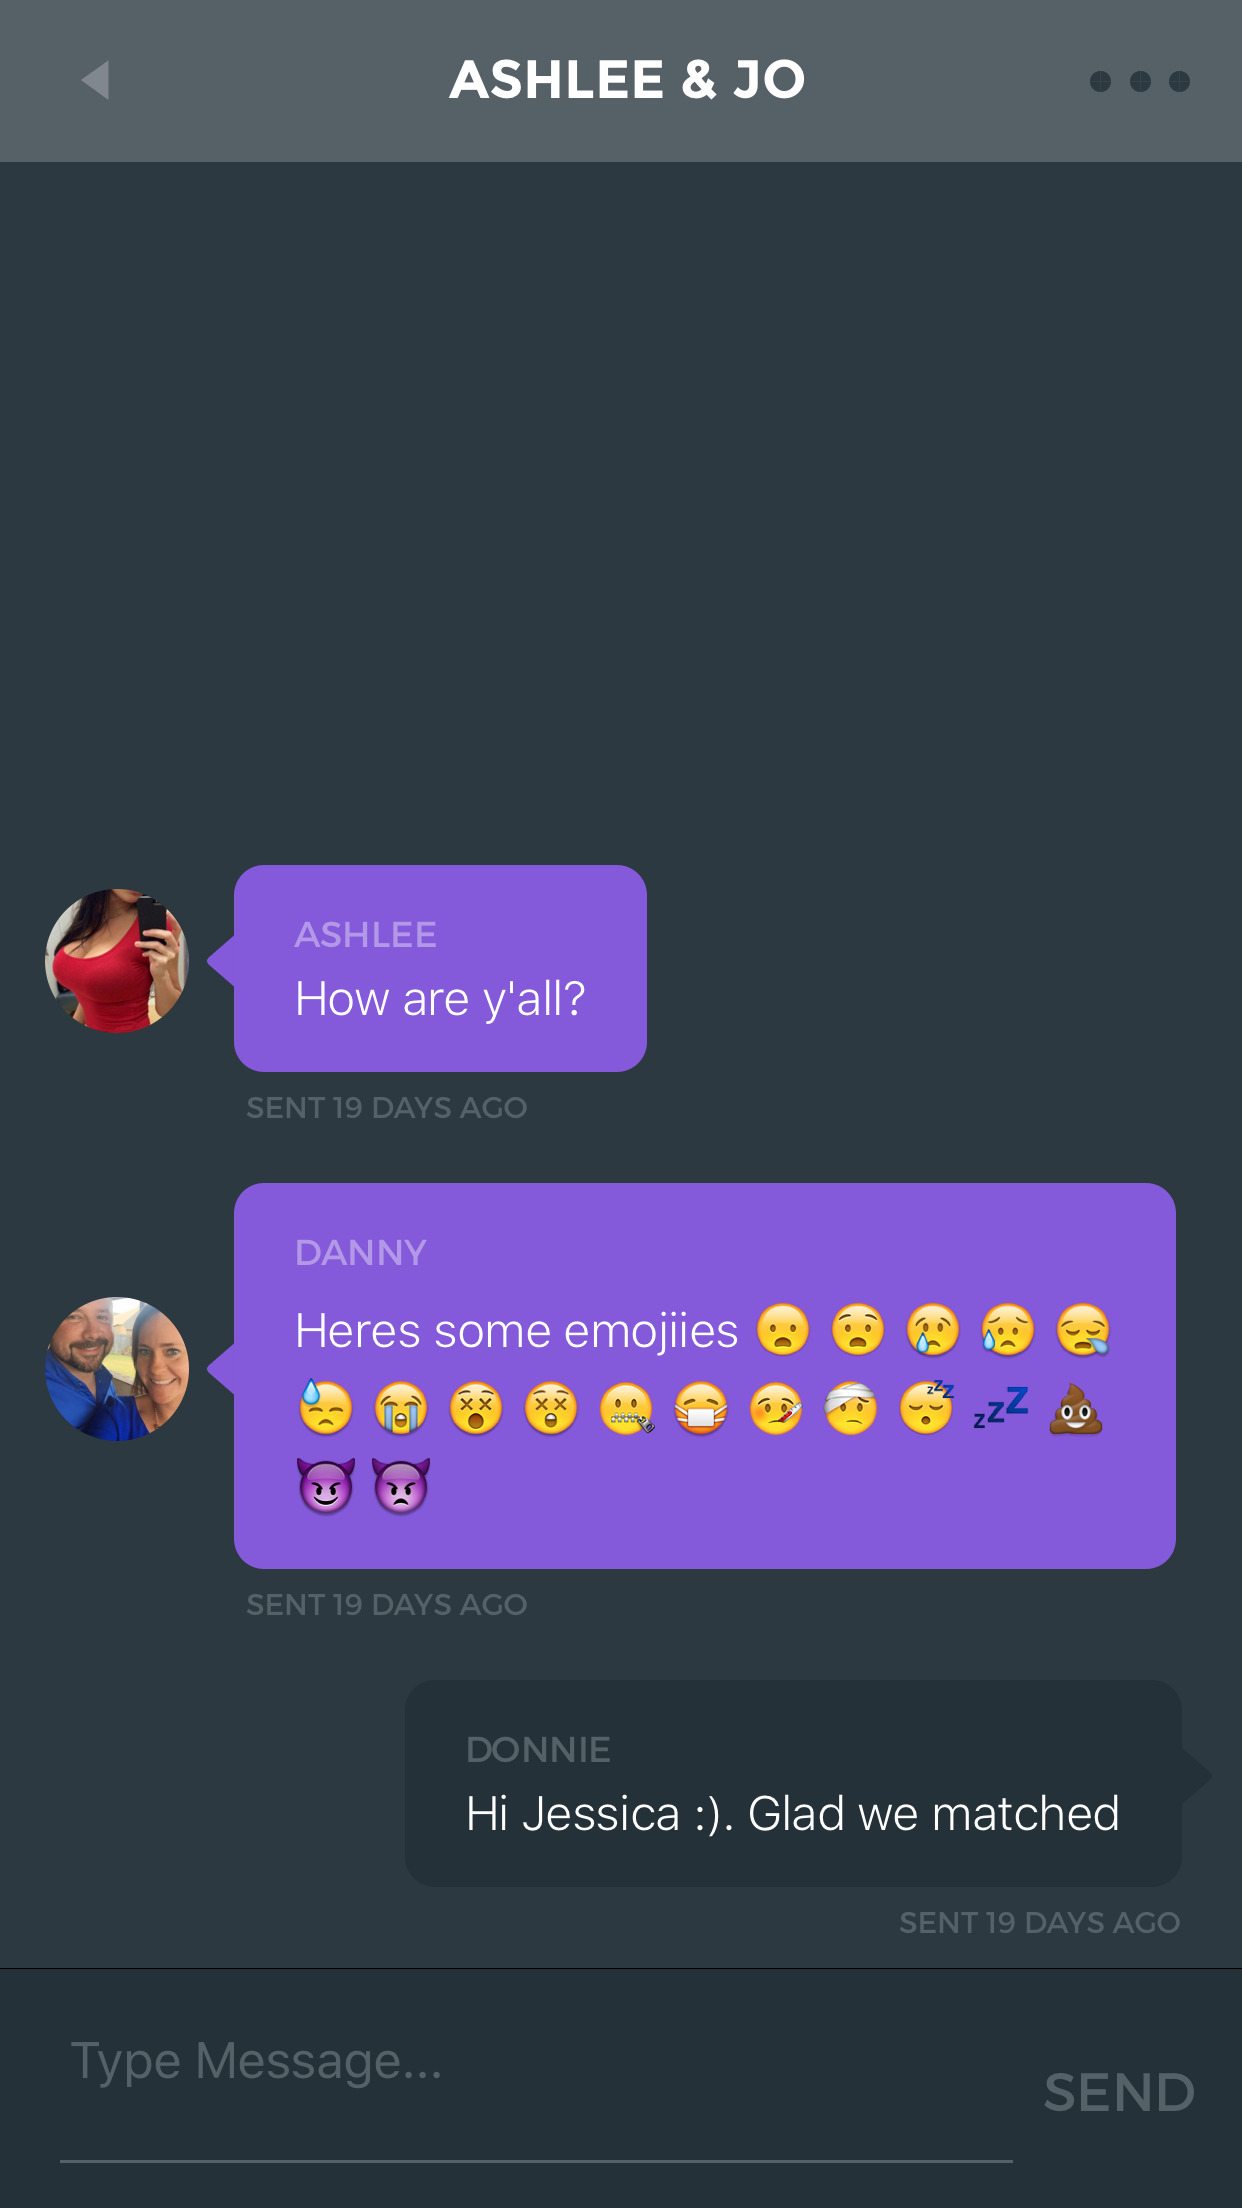 ASHLEE & JO
ASHLEE
How are y'all?
SENT 19 DAYS AGO
DANNY
Heres some emojiies 😦 😧 😢 😥 😪
😓 😭 😵 😲 🤐 😷 🤒 🤕 😴 💤 💩
😈 👿
SENT 19 DAYS AGO
DONNIE
Hi Jessica :). Glad we matched
SENT 19 DAYS AGO
Type Message...
SEND